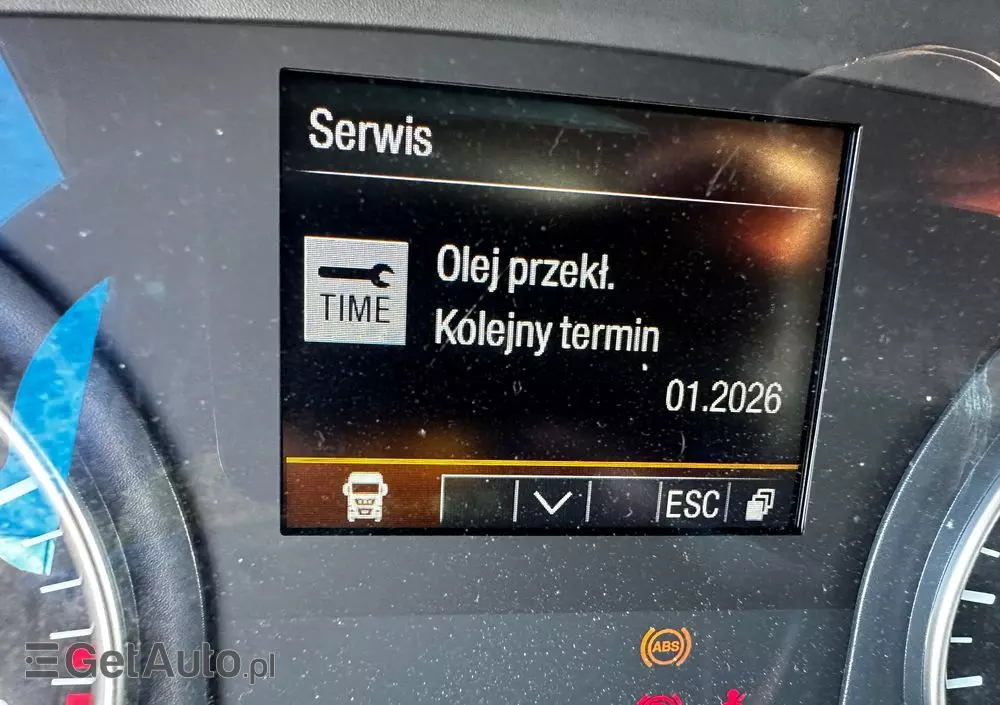 Serwis
TIME
Olej przekł.
Kolejny termin
01.2026
ESC
ABS
GetAuto.pl